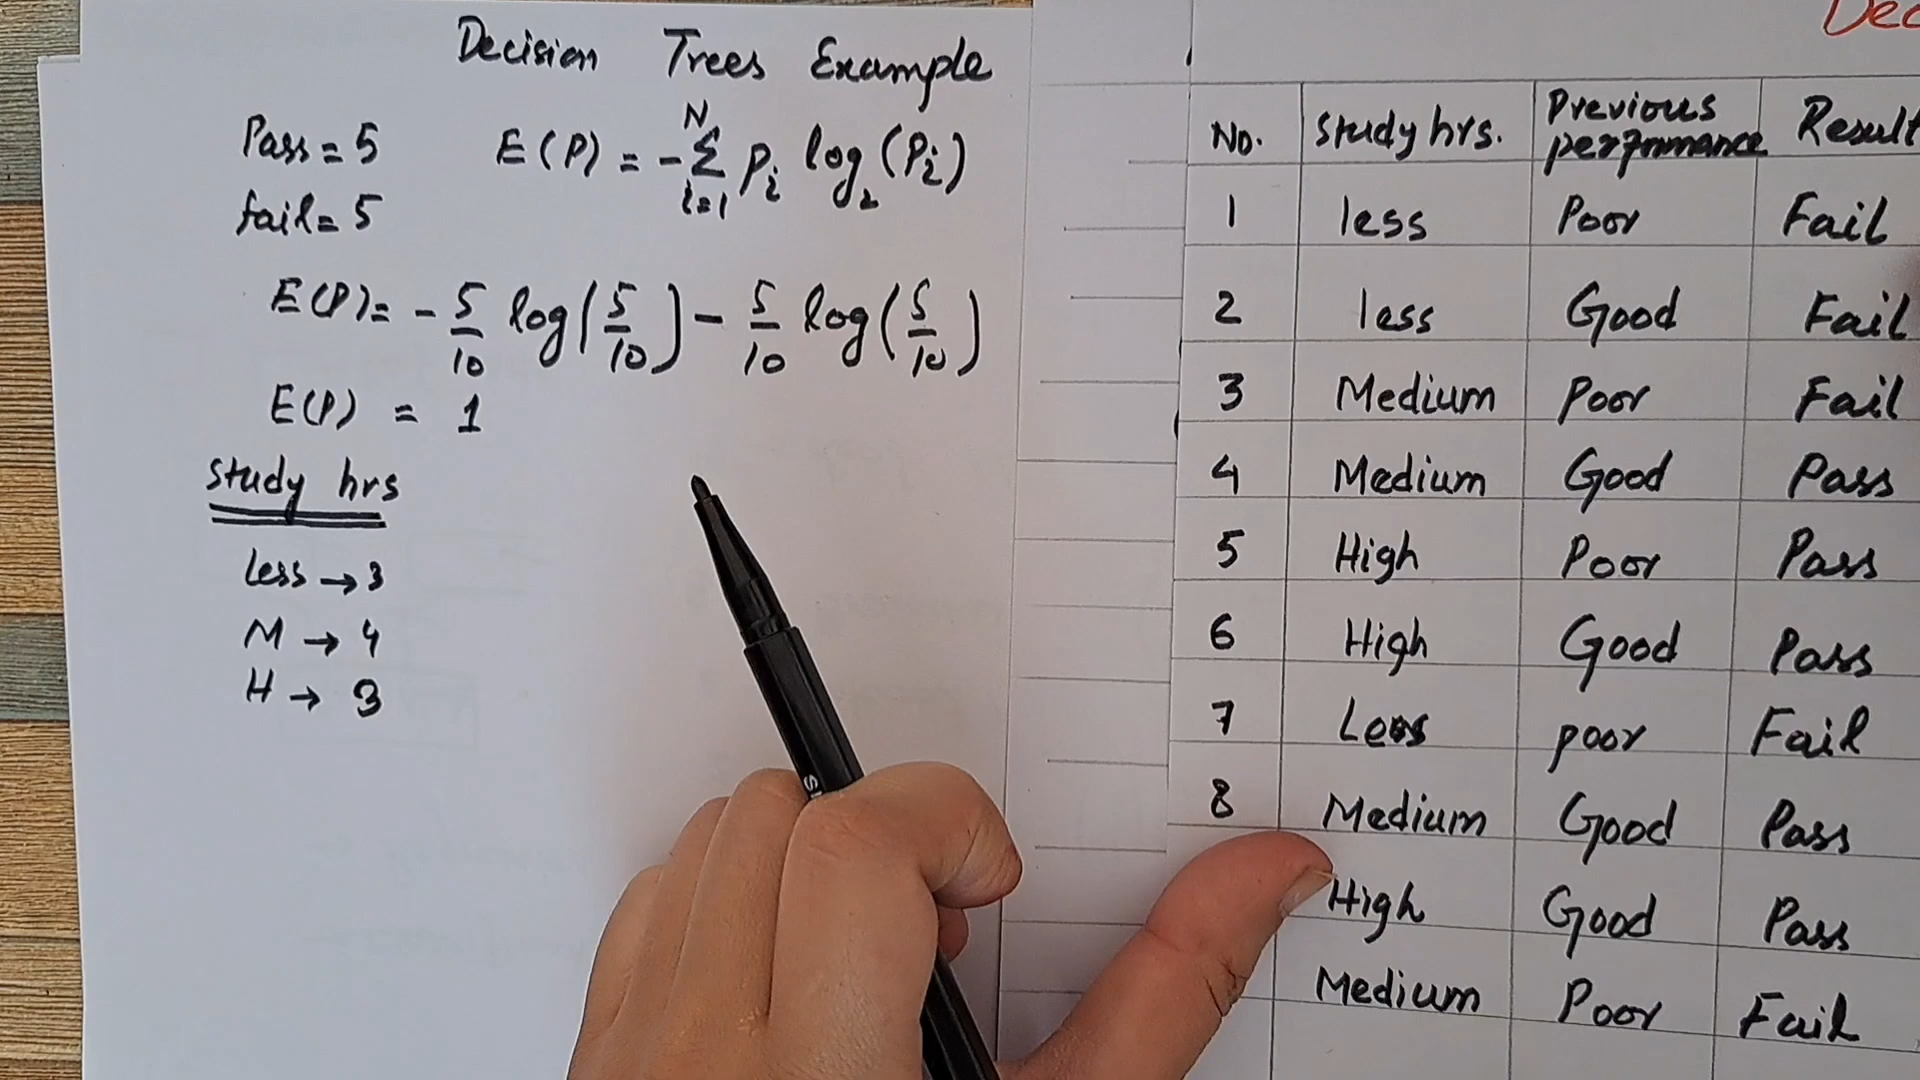 Decision Trees Example
Pass = 5
fail = 5
E(P) = -∑ᵢ₌₁ᴺ Pᵢ log₂(Pᵢ)
E(P) = - 5/10 log(5/10) - 5/10 log(5/10)
E(P) = 1
Study hrs
Less → 3
M → 4
H → 3
No. Study hrs. Previous performance Result
1 less Poor Fail
2 less Good Fail
3 Medium Poor Fail
4 Medium Good Pass
5 High Poor Pass
6 High Good Pass
7 Less poor Fail
8 Medium Good Pass
High Good Pass
Medium Poor Fail